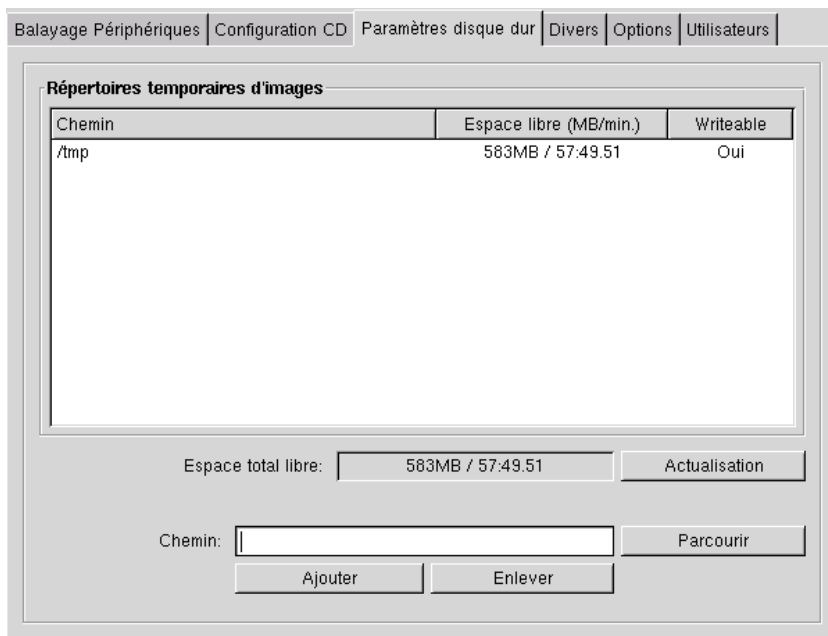 Balayage Périphériques Configuration CD Paramètres disque dur Divers Options Utilisateurs
Répertoires temporaires d'images
Chemin Espace libre (MB/min.) Writeable
/tmp 583MB / 57:49.51 Oui
Espace total libre: 583MB / 57:49.51 Actualisation
Chemin: Parcourir
Ajouter Enlever